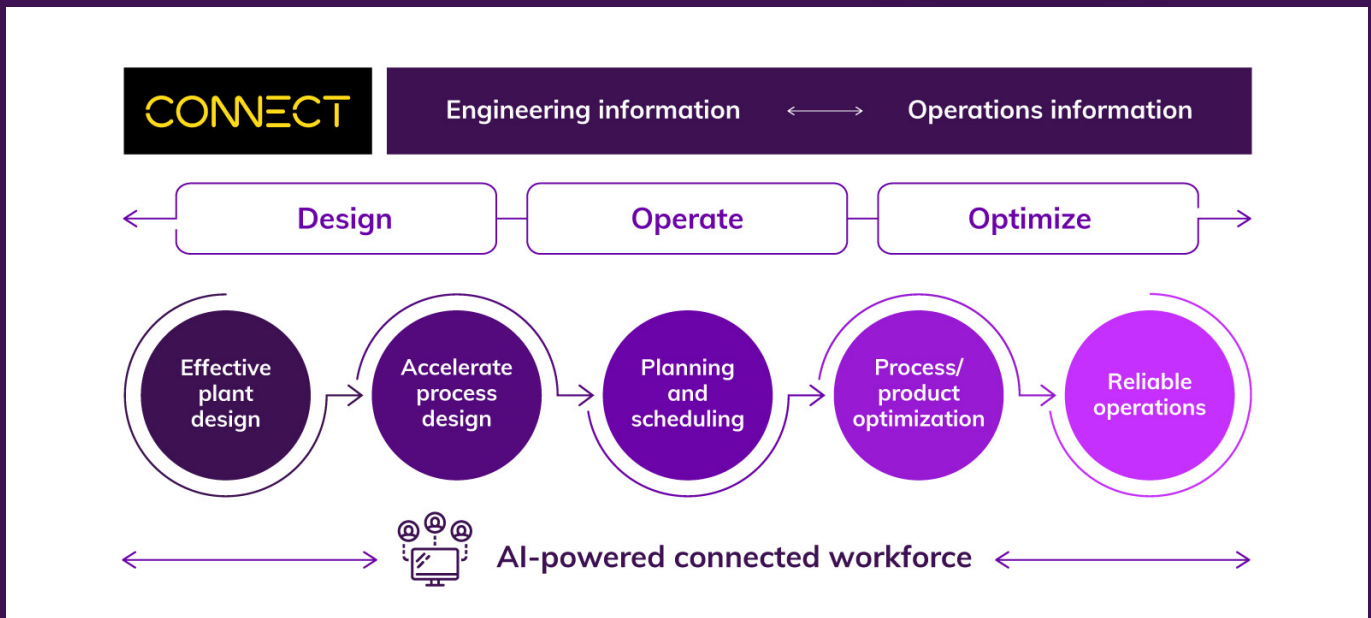 CONNECT
Engineering information
Operations information
Design
Operate
Optimize
Effective
plant
design
Accelerate
process
design
Planning
and
scheduling
Process/
product
optimization
Reliable
operations
AI-powered connected workforce